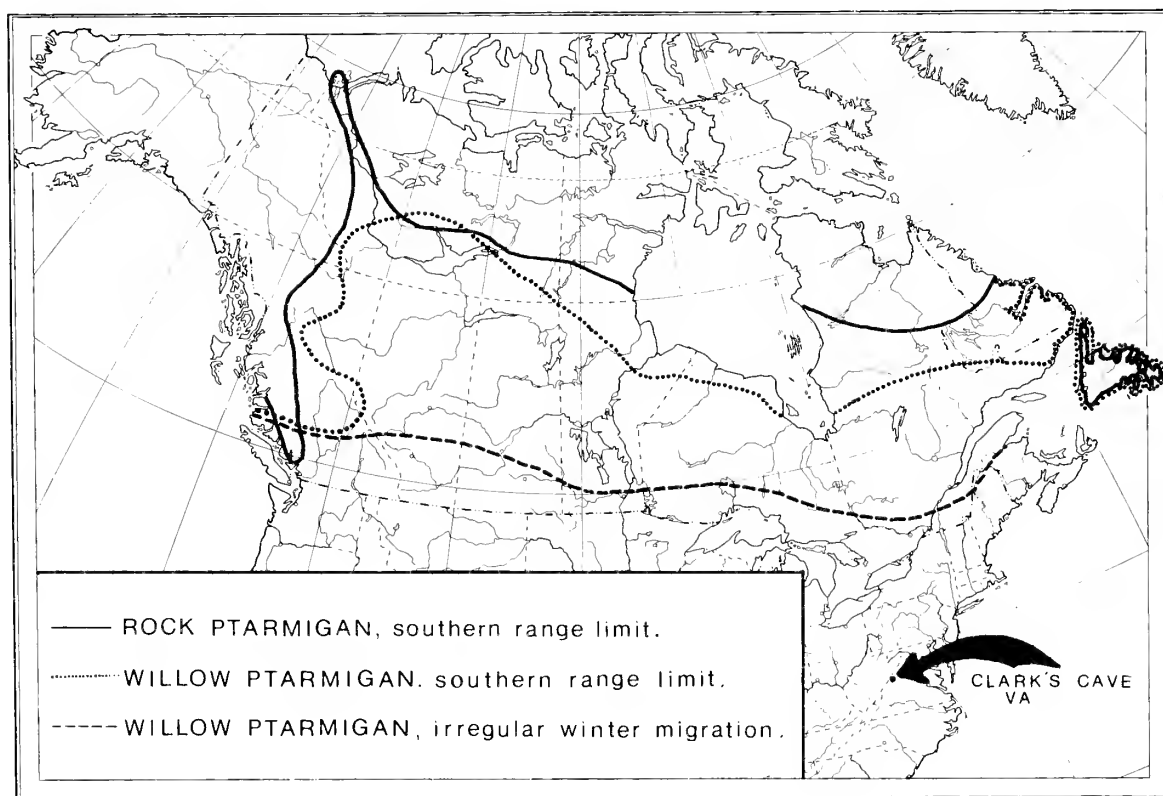 ROCK PTARMIGAN, southern range limit.
WILLOW PTARMIGAN. southern range limit.
WILLOW PTARMIGAN, irregular winter migration.
CLARK'S CAVE
VA